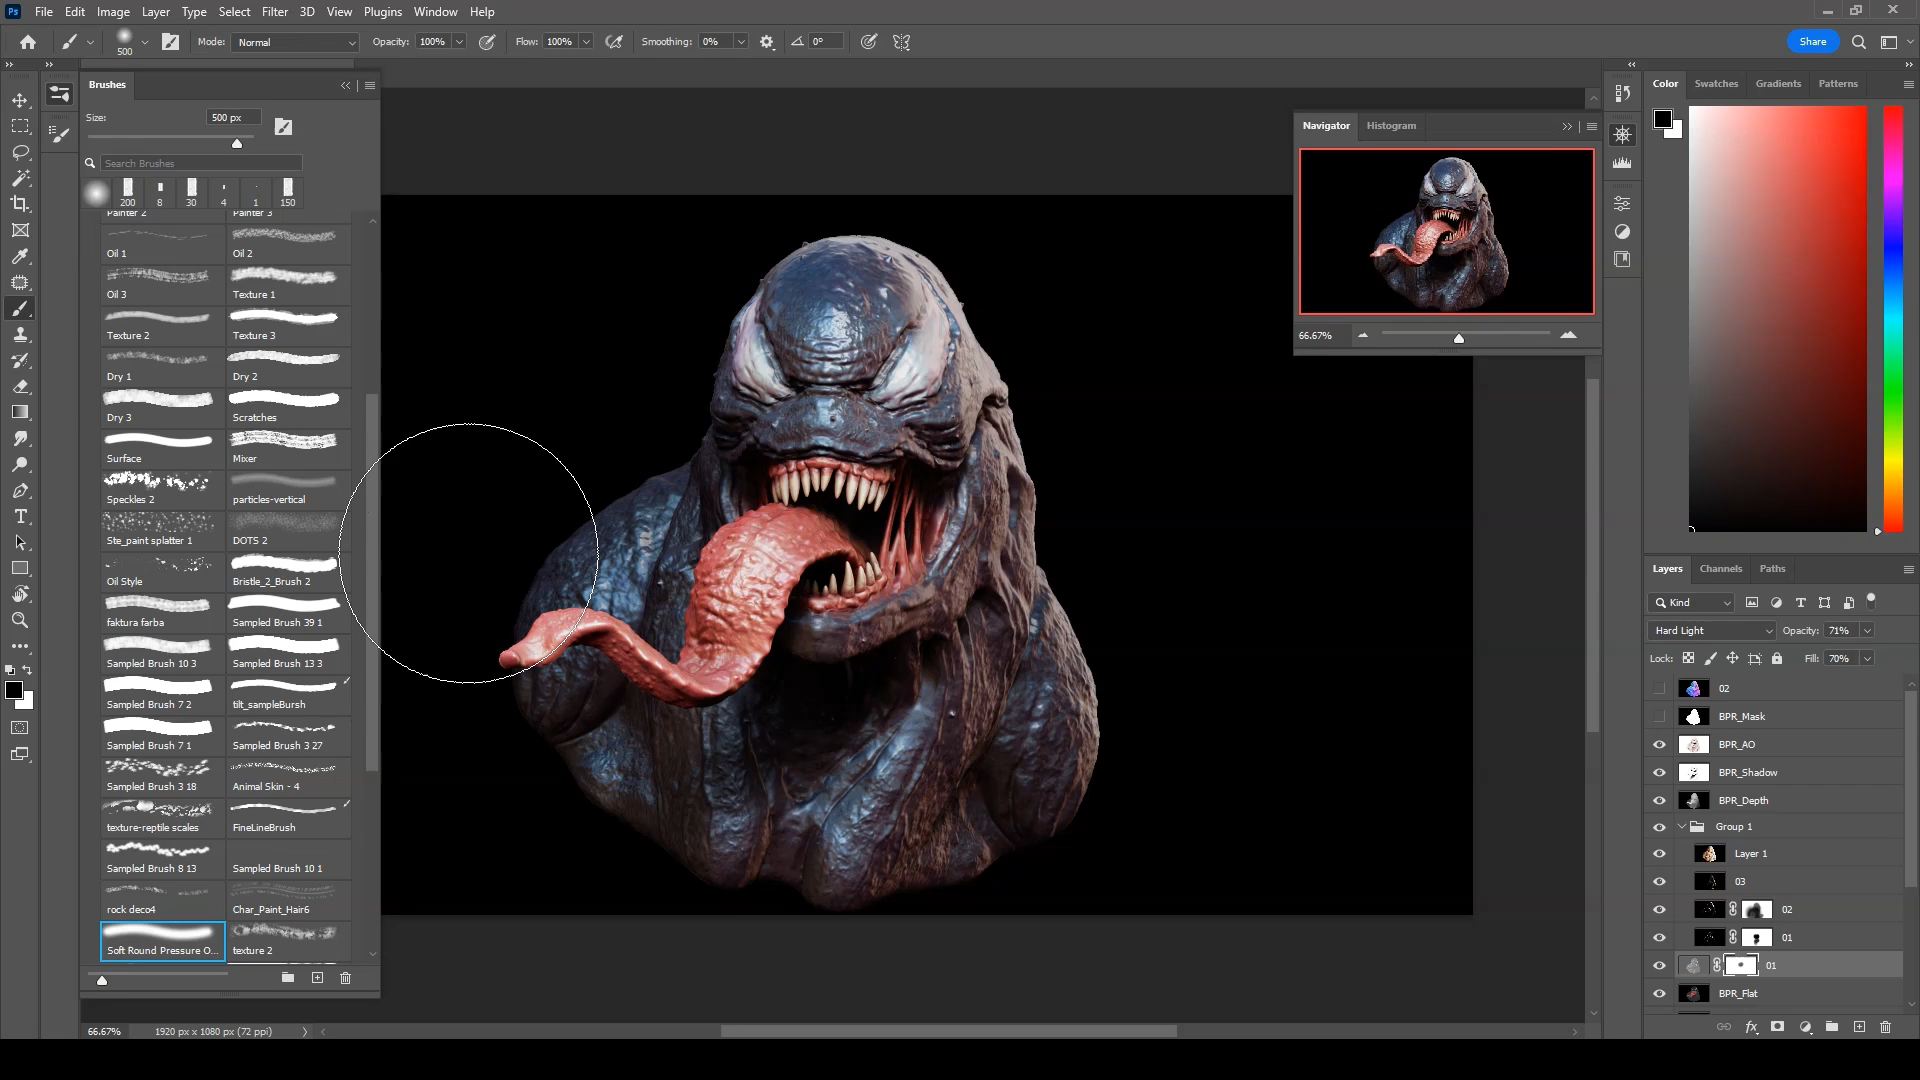 Ps File Edit Image Layer Type Select Filter 3D View Plugins Window Help
500 Mode: Normal Opacity: 100% Flow: 100% Smoothing: 0% 0° Share
Brushes
Size: 500 px
Search Brushes
200 8 30 4 1 150
Painter 2 Painter 3
Oil 1 Oil 2
Oil 3 Texture 1
Texture 2 Texture 3
Dry 1 Dry 2
Dry 3 Scratches
Surface Mixer
Speckles 2 particles-vertical
Ste_paint splatter 1 DOTS 2
Oil Style Bristle_2_Brush 2
faktura farba Sampled Brush 39 1
Sampled Brush 10 3 Sampled Brush 13 3
Sampled Brush 7 2 tilt_sampleBursh
Sampled Brush 7 1 Sampled Brush 3 27
Sampled Brush 3 18 Animal Skin - 4
texture-reptile scales FineLineBrush
Sampled Brush 8 13 Sampled Brush 10 1
rock deco4 Char_Paint_Hair6
Soft Round Pressure O... texture 2
66.67% 1920 px x 1080 px (72 ppi)
Navigator Histogram
66.67%
Color Swatches Gradients Patterns
Layers Channels Paths
Kind
Hard Light Opacity: 71%
Lock: Fill: 70%
02
BPR_Mask
BPR_AO
BPR_Shadow
BPR_Depth
Group 1
Layer 1
03
02
01
01
BPR_Flat